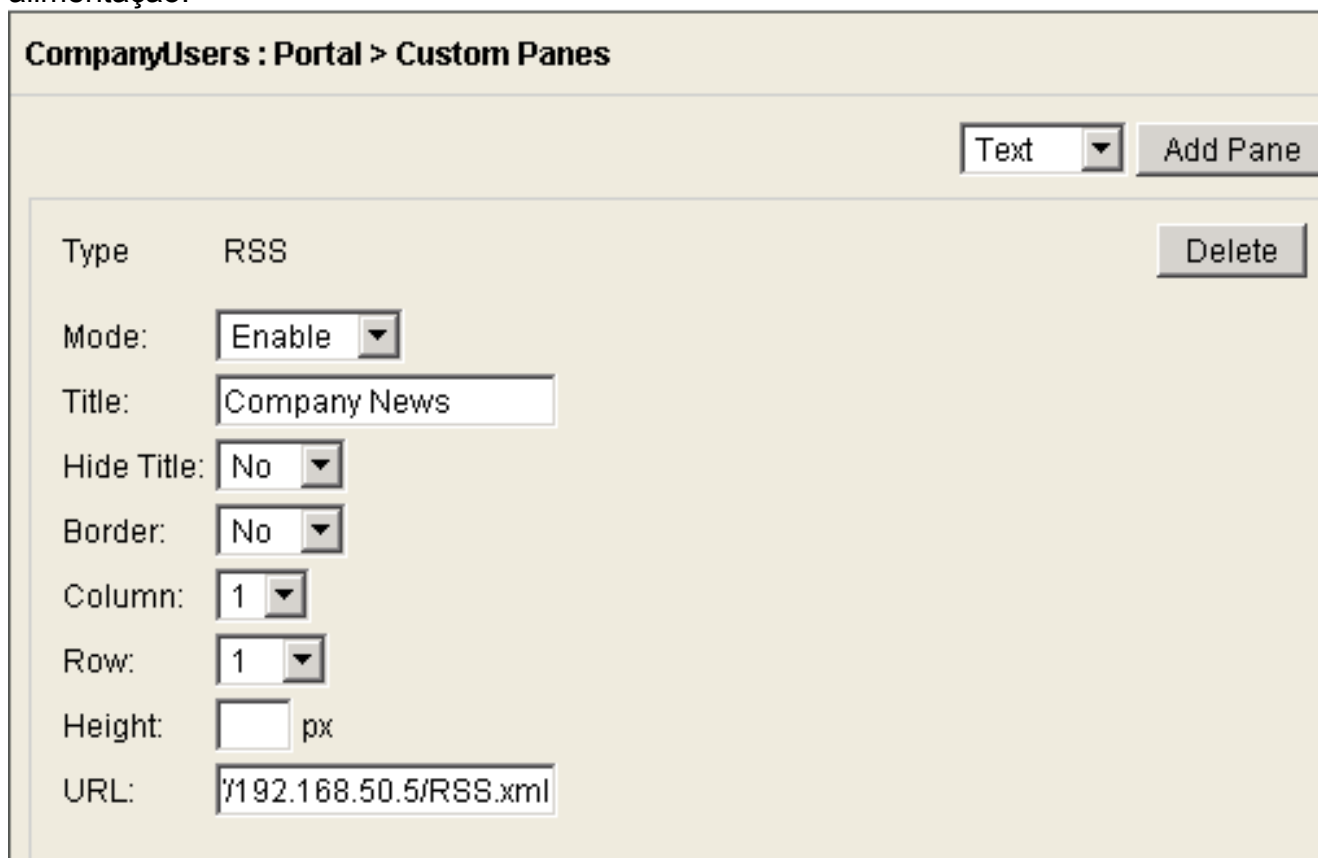 alimentação.
CompanyUsers : Portal > Custom Panes
Text Add Pane
Type RSS Delete
Mode: Enable
Title: Company News
Hide Title: No
Border: No
Column: 1
Row: 1
Height: px
URL: /192.168.50.5/RSS.xml